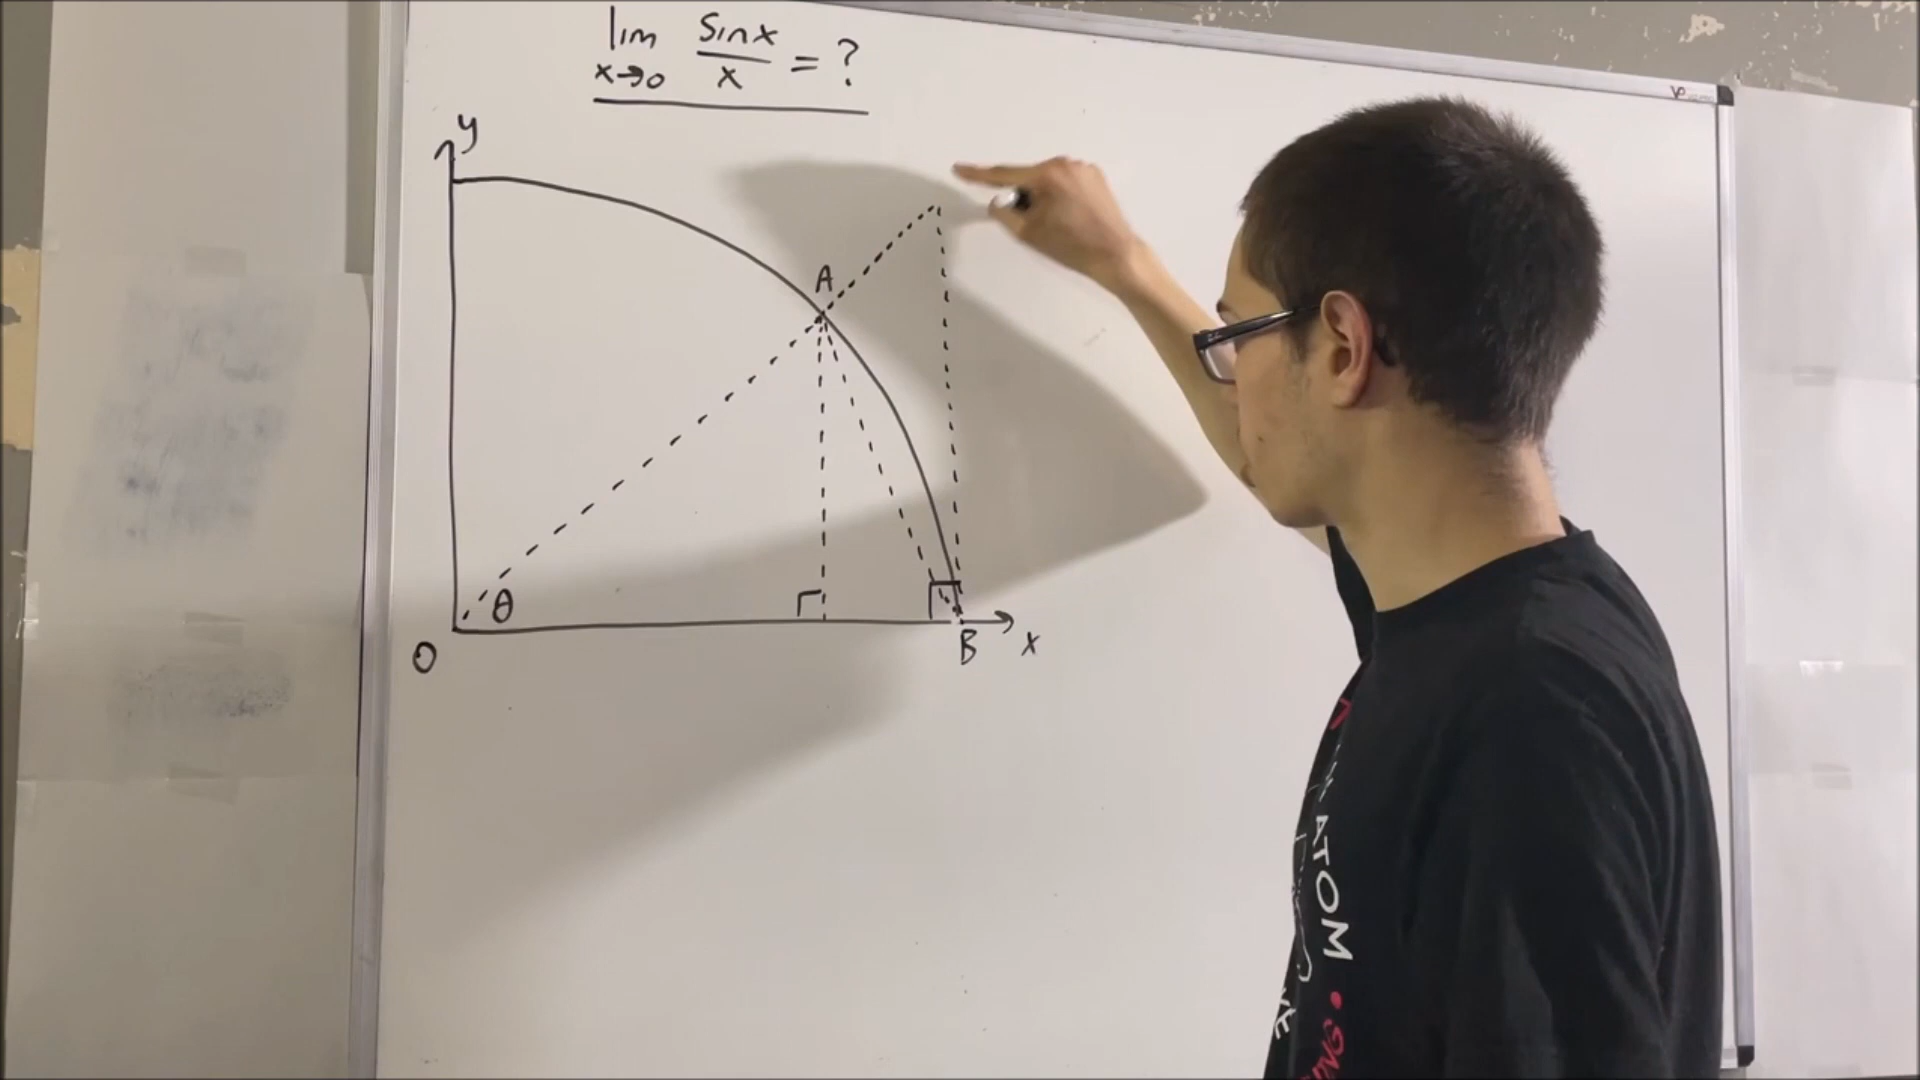 lim sinx/x = ?
x→0
y
A
θ
O
B
x
ATOM •